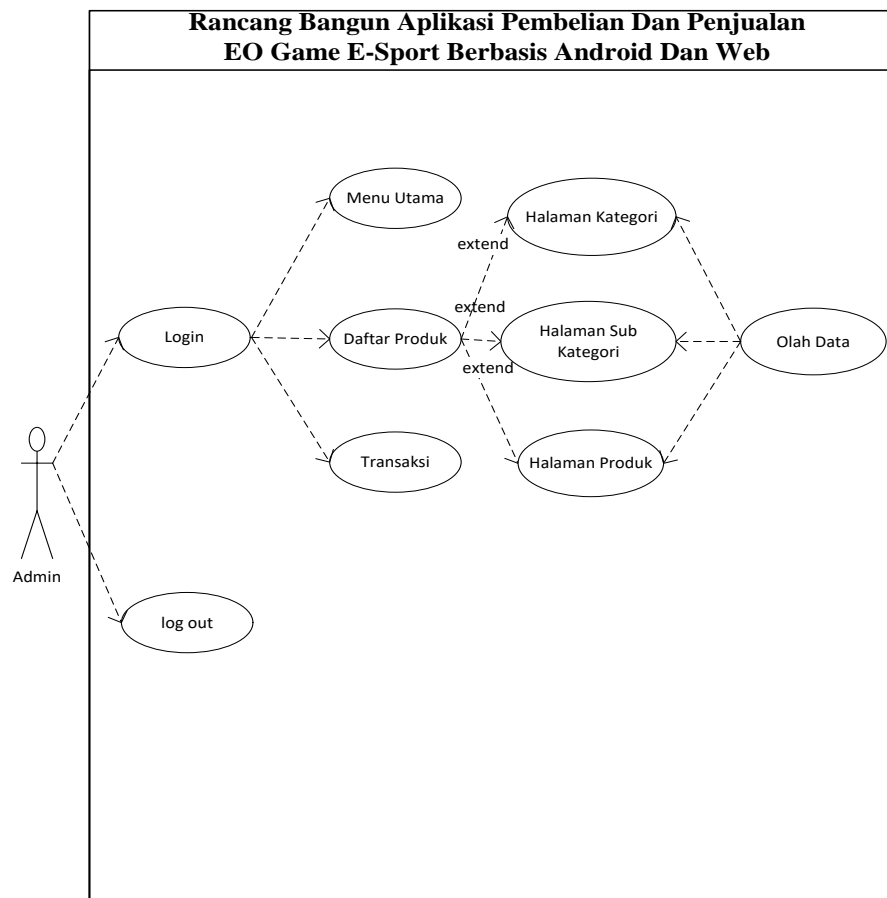 Rancang Bangun Aplikasi Pembelian Dan Penjualan
EO Game E-Sport Berbasis Android Dan Web
Menu Utama
Halaman Kategori
extend
extend
Login
Daftar Produk
Halaman Sub
Kategori
Olah Data
extend
Transaksi
Halaman Produk
Admin
log out